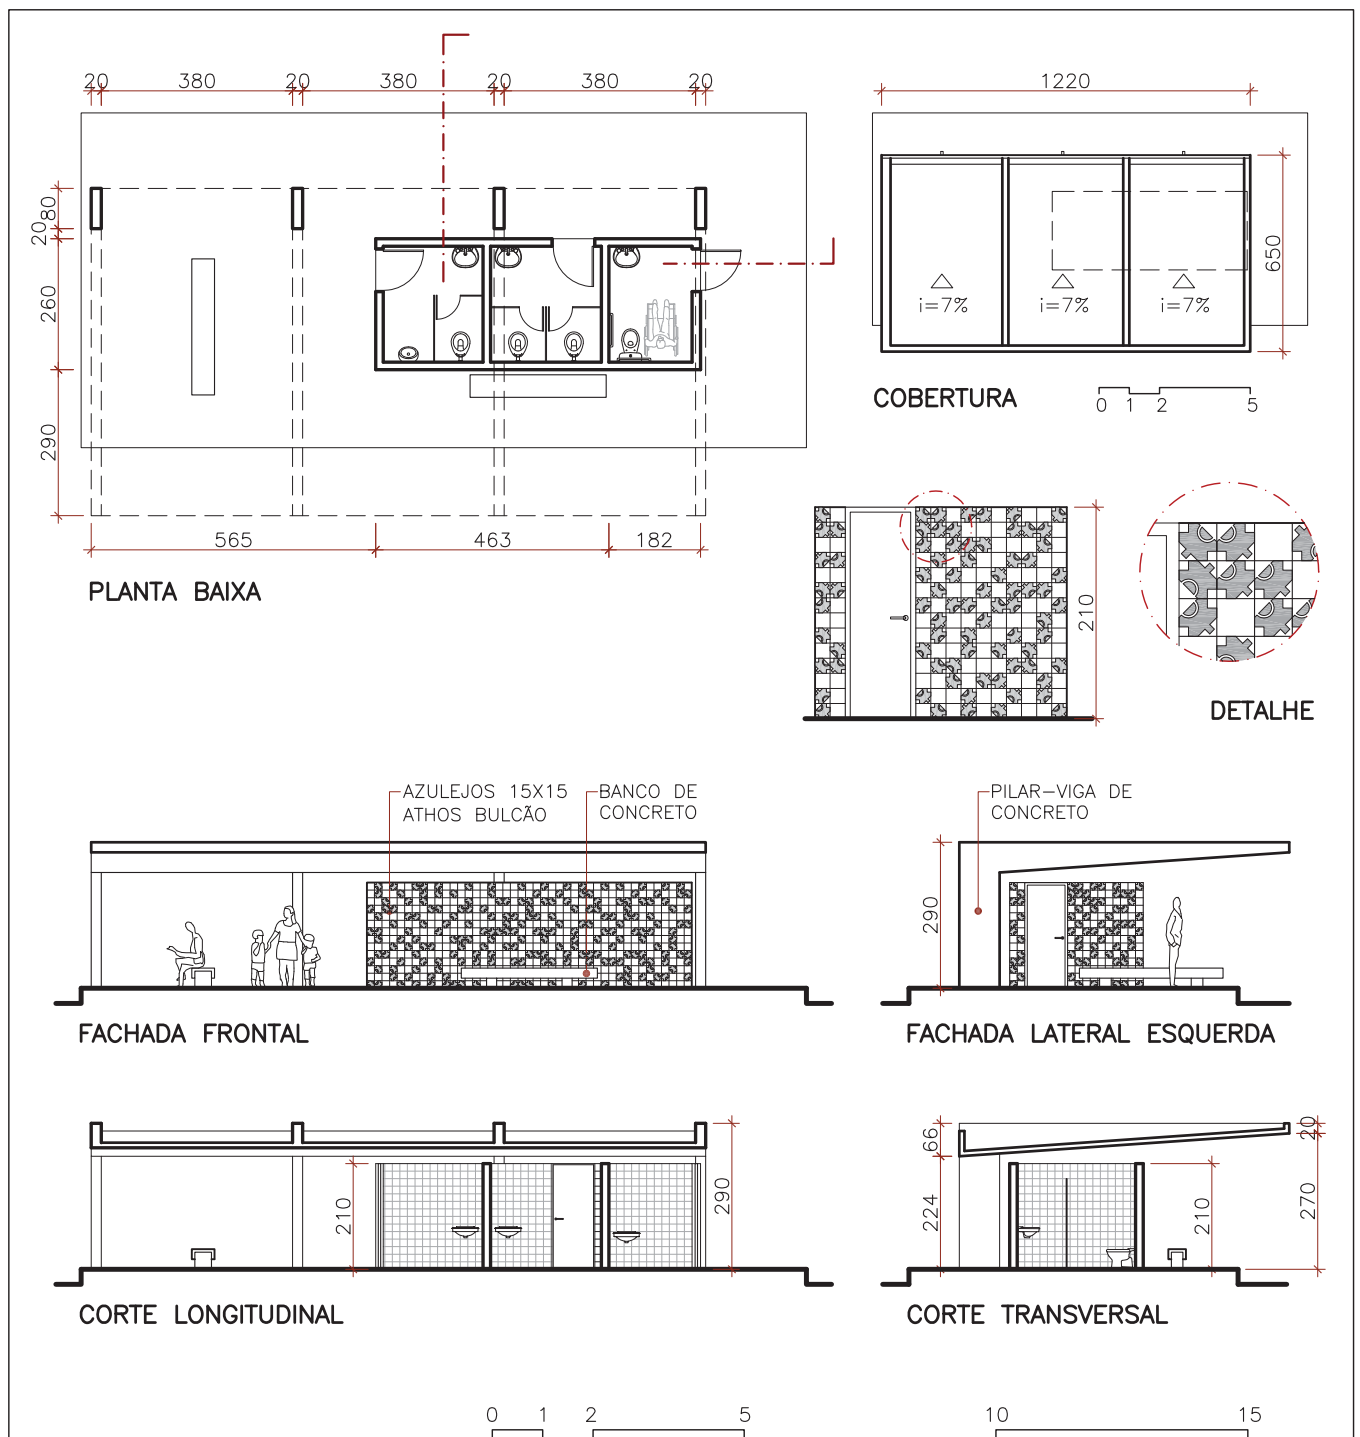 20 380 20 380 20 380 20
80
20
260
290
565 463 182
PLANTA BAIXA
1220
650
i=7% i=7% i=7%
COBERTURA
0 1 2 5
210
DETALHE
AZULEJOS 15X15
ATHOS BULCÃO
BANCO DE
CONCRETO
FACHADA FRONTAL
PILAR-VIGA DE
CONCRETO
290
FACHADA LATERAL ESQUERDA
210
290
CORTE LONGITUDINAL
66
224
210
20
270
CORTE TRANSVERSAL
0 1 2 5 10 15